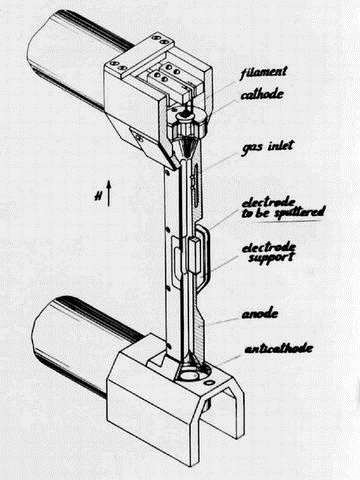 filament
cathode
gas inlet
H
electrode
to be sputtered
electrode
support
anode
anticathode